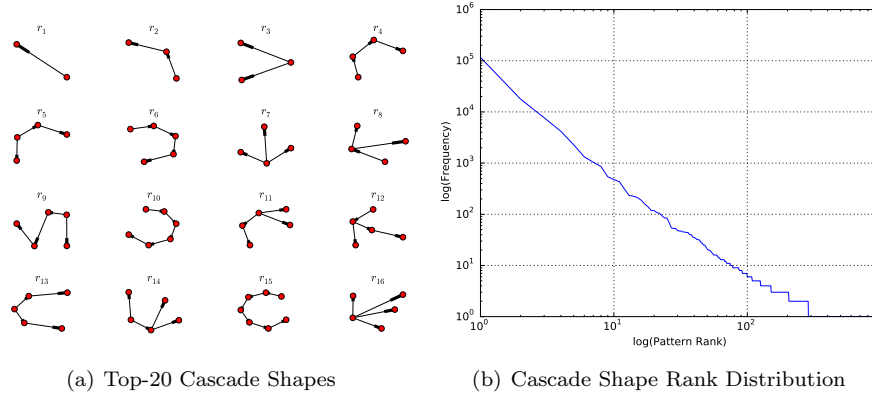 r1 r2 r3 r4
r5 r6 r7 r8
r9 r10 r11 r12
r13 r14 r15 r16
10^6
10^5
10^4
10^3
10^2
10^1
10^0
log(Frequency)
10^0 10^1 10^2
log(Pattern Rank)
(a) Top-20 Cascade Shapes
(b) Cascade Shape Rank Distribution